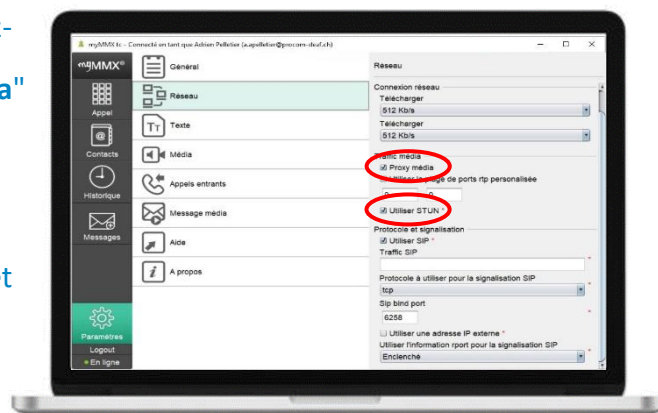 -
a"
et
myMMX tc - Connecté en tant que Adrien Pelletier (a.apelletier@procom-deaf.ch)
myMMX®
Appel
Contacts
Historique
Messages
Paramètres
Logout
En ligne
Général
Réseau
Texte
Média
Appels entrants
Message média
Aide
A propos
Réseau
Connexion réseau
Télécharger
512 Kb/s
Télécharger
512 Kb/s
Traffic média
Proxy média
Utiliser la plage de ports rtp personalisée
0 - 0
Utiliser STUN *
Protocole et signalisation
Utiliser SIP *
Traffic SIP
Protocole à utiliser pour la signalisation SIP
tcp
Sip bind port
6258
Utiliser une adresse IP externe *
Utiliser l'information rport pour la signalisation SIP
Enclenché